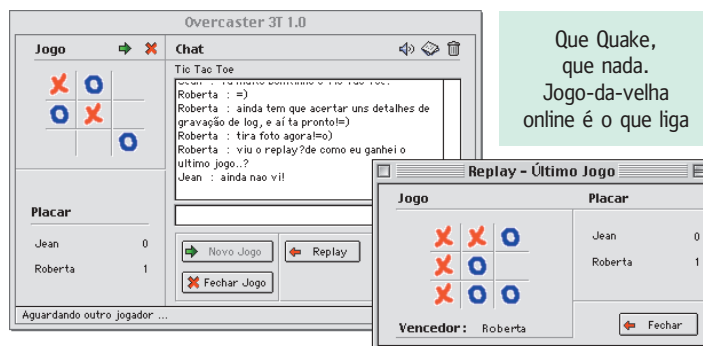 Overcaster 3T 1.0
Jogo
Chat
Tic Tac Toe
Roberta : =)
Roberta : ainda tem que acertar uns detalhes de
gravação de log, e aí ta pronto!=)
Roberta : tira foto agora!=o)
Roberta : viu o replay?de como eu ganhei o
ultimo jogo..?
Jean : ainda nao vi!
Placar
Jean 0
Roberta 1
Novo Jogo
Replay
Fechar Jogo
Aguardando outro jogador ...
Que Quake,
que nada.
Jogo-da-velha
online é o que liga
Replay - Último Jogo
Jogo
Placar
Jean 0
Roberta 1
Vencedor: Roberta
Fechar